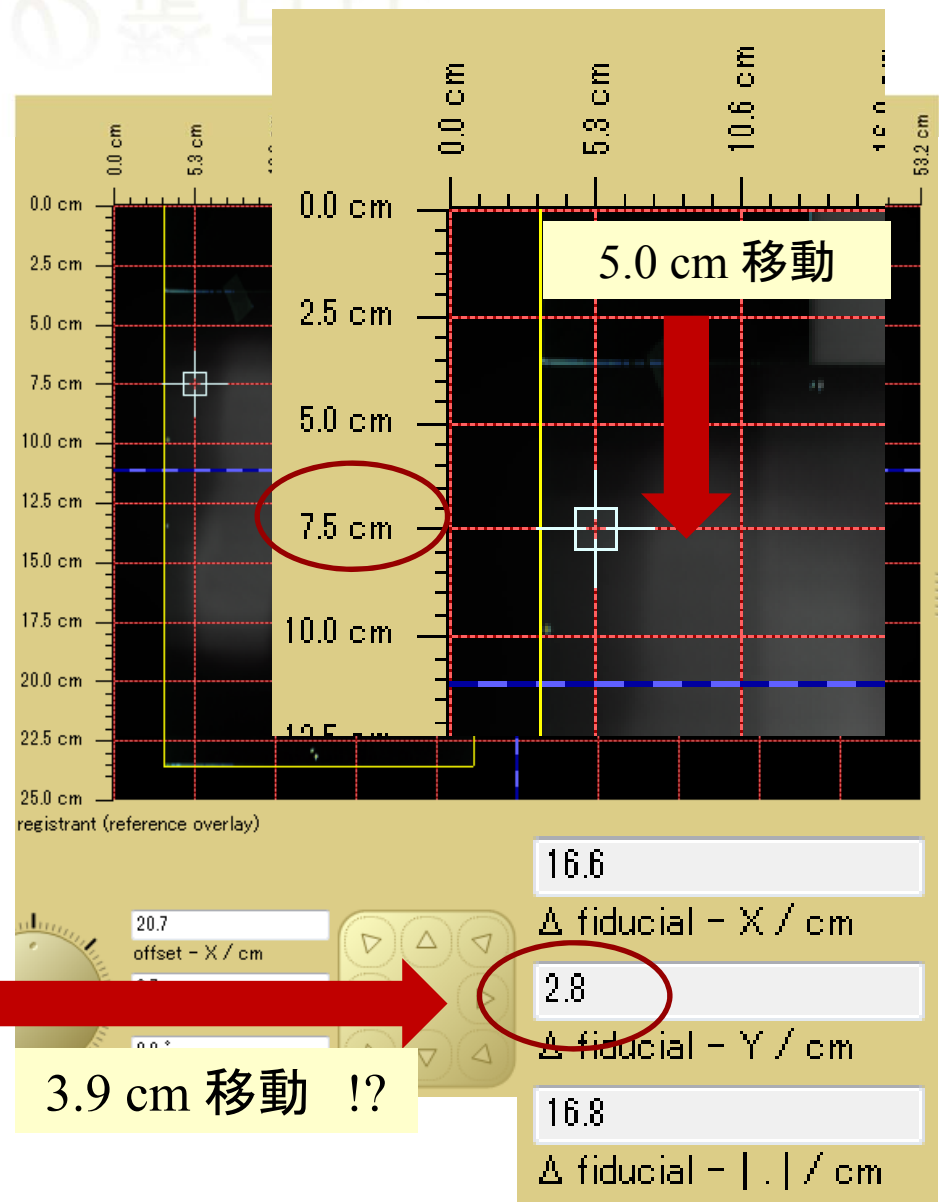 0.0 cm
5.3 cm
53.2 cm
0.0 cm
2.5 cm
5.0 cm
7.5 cm
10.0 cm
12.5 cm
15.0 cm
17.5 cm
20.0 cm
22.5 cm
25.0 cm
0.0 cm
5.3 cm
10.6 cm
0.0 cm
2.5 cm
5.0 cm
7.5 cm
10.0 cm
5.0 cm 移動
registrant (reference overlay)
20.7
offset - X / cm
16.6
Δ fiducial - X / cm
2.8
Δ fiducial - Y / cm
16.8
Δ fiducial - | . | / cm
3.9 cm 移動 !?